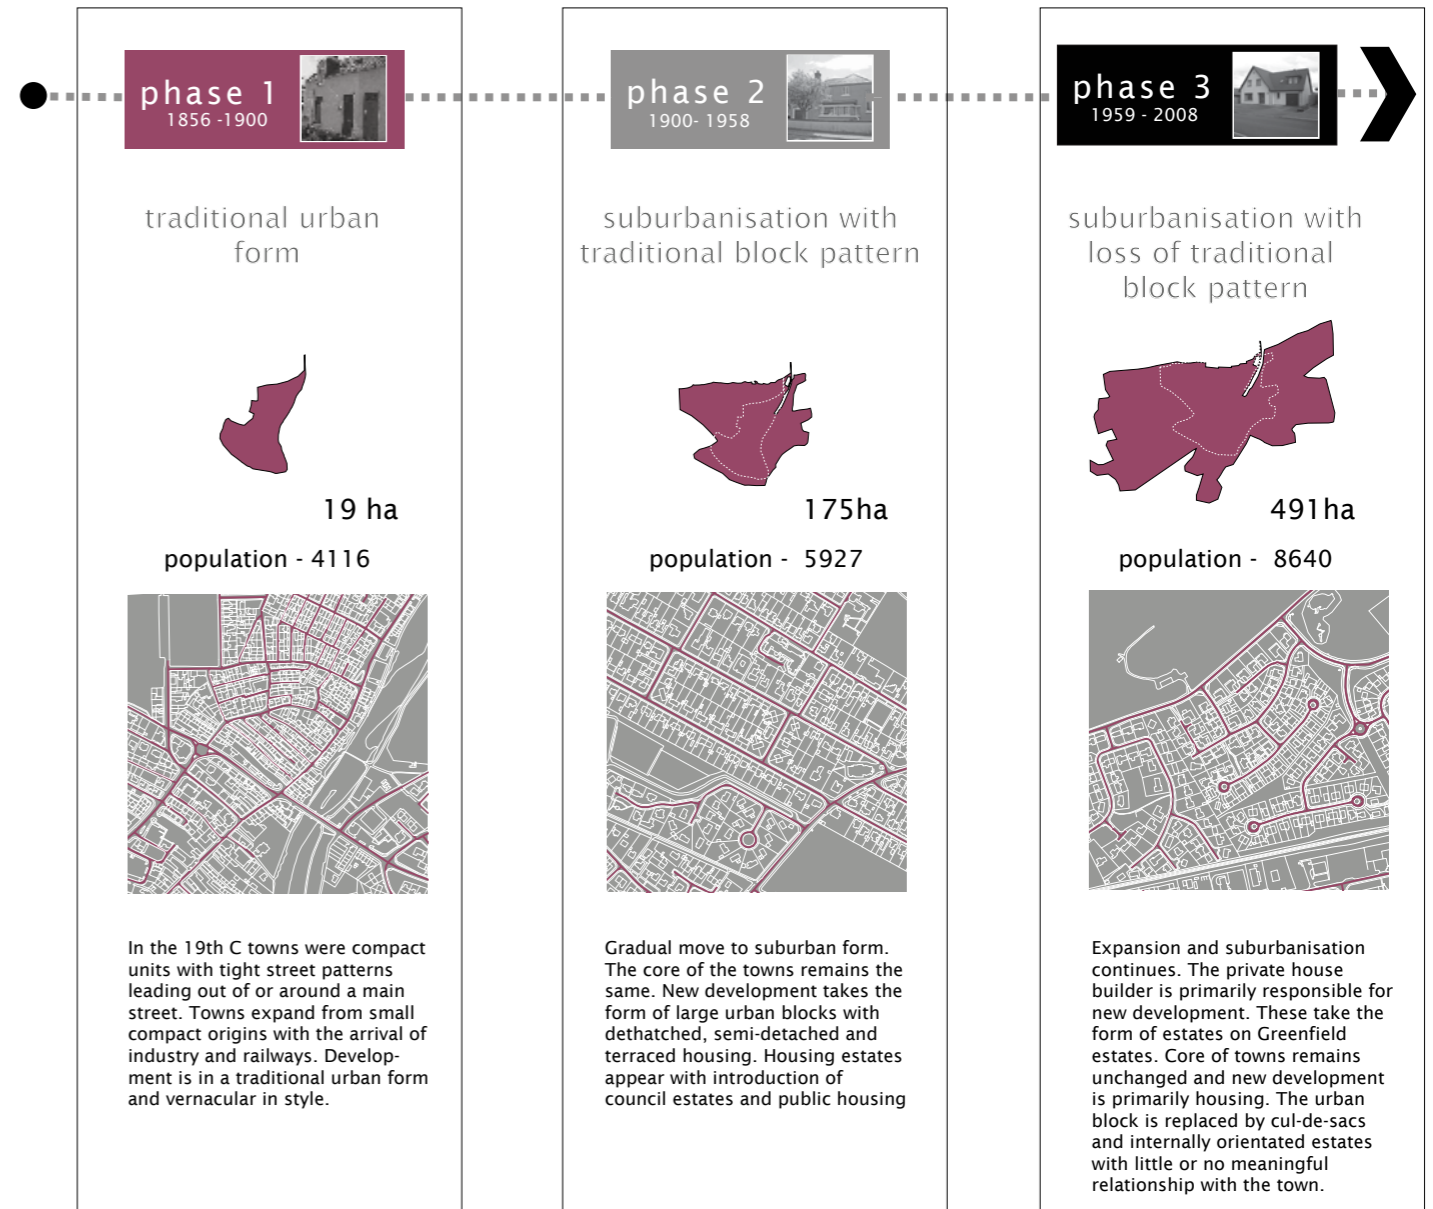 phase 1
1856 -1900
traditional urban
form
19 ha
population - 4116
In the 19th C towns were compact
units with tight street patterns
leading out of or around a main
street. Towns expand from small
compact origins with the arrival of
industry and railways. Develop-
ment is in a traditional urban form
and vernacular in style.
phase 2
1900- 1958
suburbanisation with
traditional block pattern
175ha
population - 5927
Gradual move to suburban form.
The core of the towns remains the
same. New development takes the
form of large urban blocks with
dethatched, semi-detached and
terraced housing. Housing estates
appear with introduction of
council estates and public housing
phase 3
1959 - 2008
suburbanisation with
loss of traditional
block pattern
491ha
population - 8640
Expansion and suburbanisation
continues. The private house
builder is primarily responsible for
new development. These take the
form of estates on Greenfield
estates. Core of towns remains
unchanged and new development
is primarily housing. The urban
block is replaced by cul-de-sacs
and internally orientated estates
with little or no meaningful
relationship with the town.